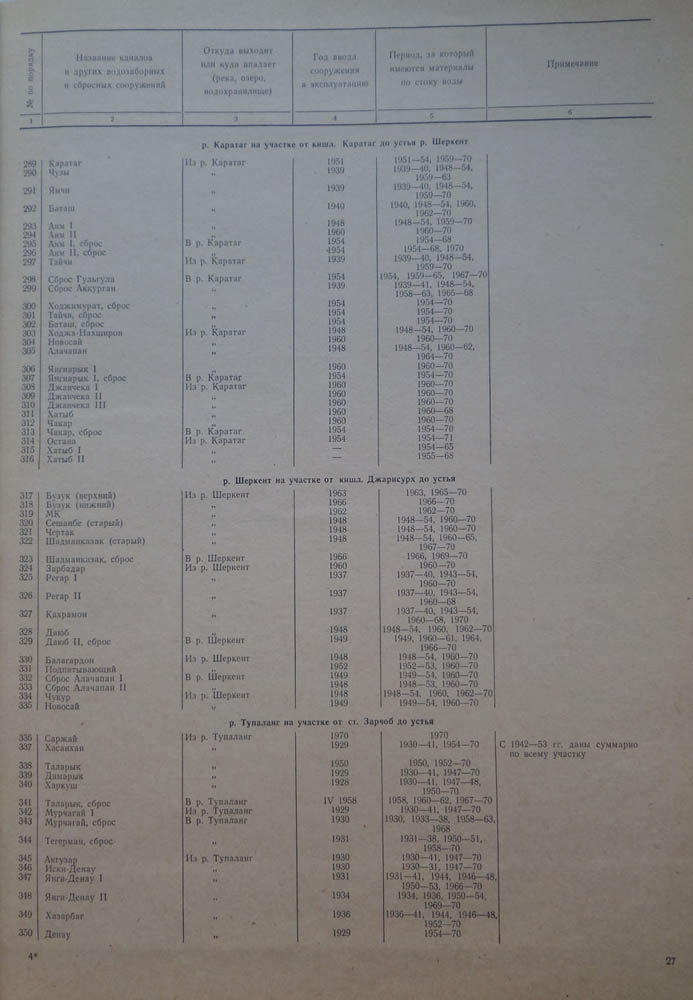 № по порядку | Название каналов и других водозаборных и сбросных сооружений | Откуда выходит или куда впадает (река, озеро, водохранилище) | Год ввода сооружения в эксплуатацию | Период, за который имеются материалы по стоку воды | Примечание
1 | 2 | 3 | 4 | 5 | 6
р. Каратаг на участке от кишл. Каратаг до устья р. Шеркент
289 Каратаг Из р. Каратаг 1951 1951—54, 1959—70
290 Чузы „ 1939 1939—40, 1948—54,
1959—63
291 Яичи „ 1939 1939—40, 1948—54,
1959—70
292 Баташ „ 1940 1940, 1948—54, 1960,
1962—70
293 Аим I „ 1948 1948—54, 1959—70
294 Аим II „ 1960 1960—70
295 Аим I, сброс В р. Каратаг 1954 1954—68
296 Аим II, сброс „ 1954 1954—68, 1970
297 Тайчи Из р. Каратаг 1939 1939—40, 1948—54,
1959—70
298 Сброс Гульгула В р. Каратаг 1954 1954, 1959—65, 1967—70
299 Сброс Аккурган „ 1939 1939—41, 1948—54,
1958—63, 1965—68
300 Ходжимурат, сброс „ 1954 1954—70
301 Тайчи, сброс „ 1954 1954—70
302 Баташ, сброс „ 1954 1954—70
303 Ходжа-Нахширон Из р. Каратаг 1948 1948—54, 1960—70
304 Новосай „ 1960 1960—70
305 Алачапан „ 1948 1948—54, 1960—62,
1964—70
306 Янгиарык I „ 1960 1960—70
307 Янгиарык I, сброс В р. Каратаг 1954 1954—70
308 Джанчека I Из р. Каратаг 1960 1960—70
309 Джанчека II „ 1960 1960—70
310 Джанчека III „ 1960 1960—70
311 Хатыб „ 1960 1960—68
312 Чакар „ 1960 1960—70
313 Чакар, сброс В р. Каратаг 1954 1954—70
314 Остана Из р. Каратаг 1954 1954—71
315 Хатыб I „ — 1954—65
316 Хатыб II „ — 1955—68
р. Шеркент на участке от кишл. Джарисурх до устья
317 Бузук (верхний) Из р. Шеркент 1963 1963, 1965—70
318 Бузук (нижний) „ 1966 1966—70
319 МК „ 1962 1962—70
320 Сешанбе (старый) „ 1948 1948—54, 1960—70
321 Чертак „ 1948 1948—54, 1960—70
322 Шадманказак (старый) „ 1948 1948—54, 1960—65,
1967—70
323 Шадманказак, сброс В р. Шеркент 1966 1966, 1969—70
324 Зарбадар Из р. Шеркент 1960 1960—70
325 Регар I „ 1937 1937—40, 1943—54,
1960—70
326 Регар II „ 1937 1937—40, 1943—54,
1960—68
327 Кахрамон „ 1937 1937—40, 1943—54,
1960—68, 1970
328 Даюб „ 1948 1948—54, 1960, 1962—70
329 Даюб II, сброс В р. Шеркент 1949 1949, 1960—61, 1964,
1966—70
330 Балагардон Из р. Шеркент 1948 1948—54, 1960—70
331 Подпитывающий „ 1952 1952—53, 1960—70
332 Сброс Алачапан I В р. Шеркент 1949 1949—54, 1960—70
333 Сброс Алачапан II „ 1948 1948—53, 1960—70
334 Чукур Из р. Шеркент 1948 1948—54, 1960, 1962—70
335 Новосай „ 1949 1949—54, 1960—70
р. Тупаланг на участке от ст. Зарчоб до устья
336 Саржай Из р. Тупаланг 1970 1970
337 Хасанхан „ 1929 1930—41, 1954—70 С 1942—53 гг. даны суммарно
по всему участку
338 Таларык „ 1950 1950, 1952—70
339 Дамарык „ 1929 1930—41, 1947—70
340 Харкуш „ 1928 1930—41, 1947—48,
1950—70
341 Таларык, сброс В р. Тупаланг IV 1958 1958, 1960—62, 1967—70
342 Мурчагай I Из р. Тупаланг 1929 1930—41, 1947—70
343 Мурчагай, сброс В р. Тупаланг 1930 1930, 1933—38, 1958—63,
1968
344 Тегерман, сброс „ 1931 1931—38, 1950—51,
1958—70
345 Акгузар Из р. Тупаланг 1930 1930—41, 1947—70
346 Иски-Денау „ 1930 1930—31, 1947—70
347 Янги-Денау I „ 1931 1931—41, 1944, 1946—48,
1950—53, 1966—70
348 Янги-Денау II „ 1934 1934, 1936, 1950—54,
1969—70
349 Хазарбаг „ 1936 1936—41, 1944, 1946—48,
1952—70
350 Денау „ 1929 1954—70
4*
27